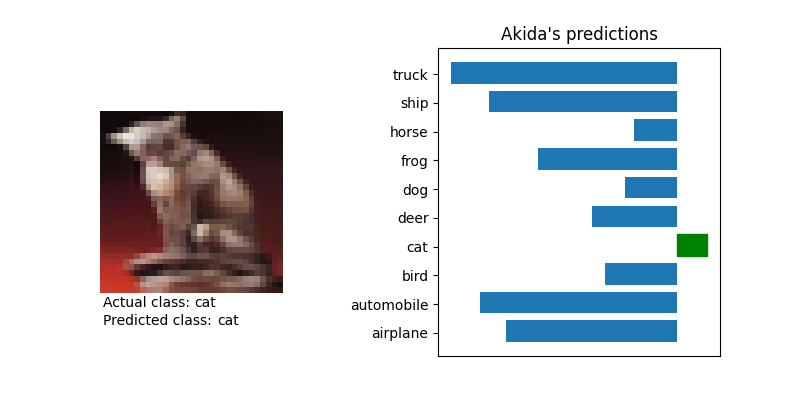 Akida's predictions
truck
ship
horse
frog
dog
deer
cat
bird
automobile
airplane
Actual class: cat
Predicted class: cat